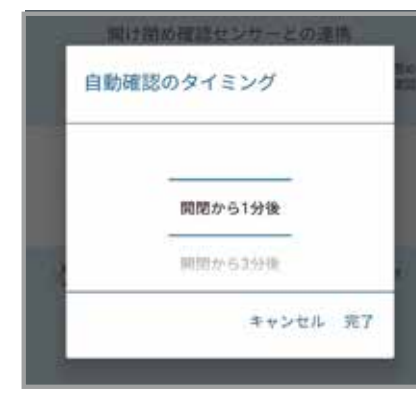 開け閉め確認センサーとの連携
自動確認のタイミング
開閉から1分後
開閉から3分後
キャンセル 完了